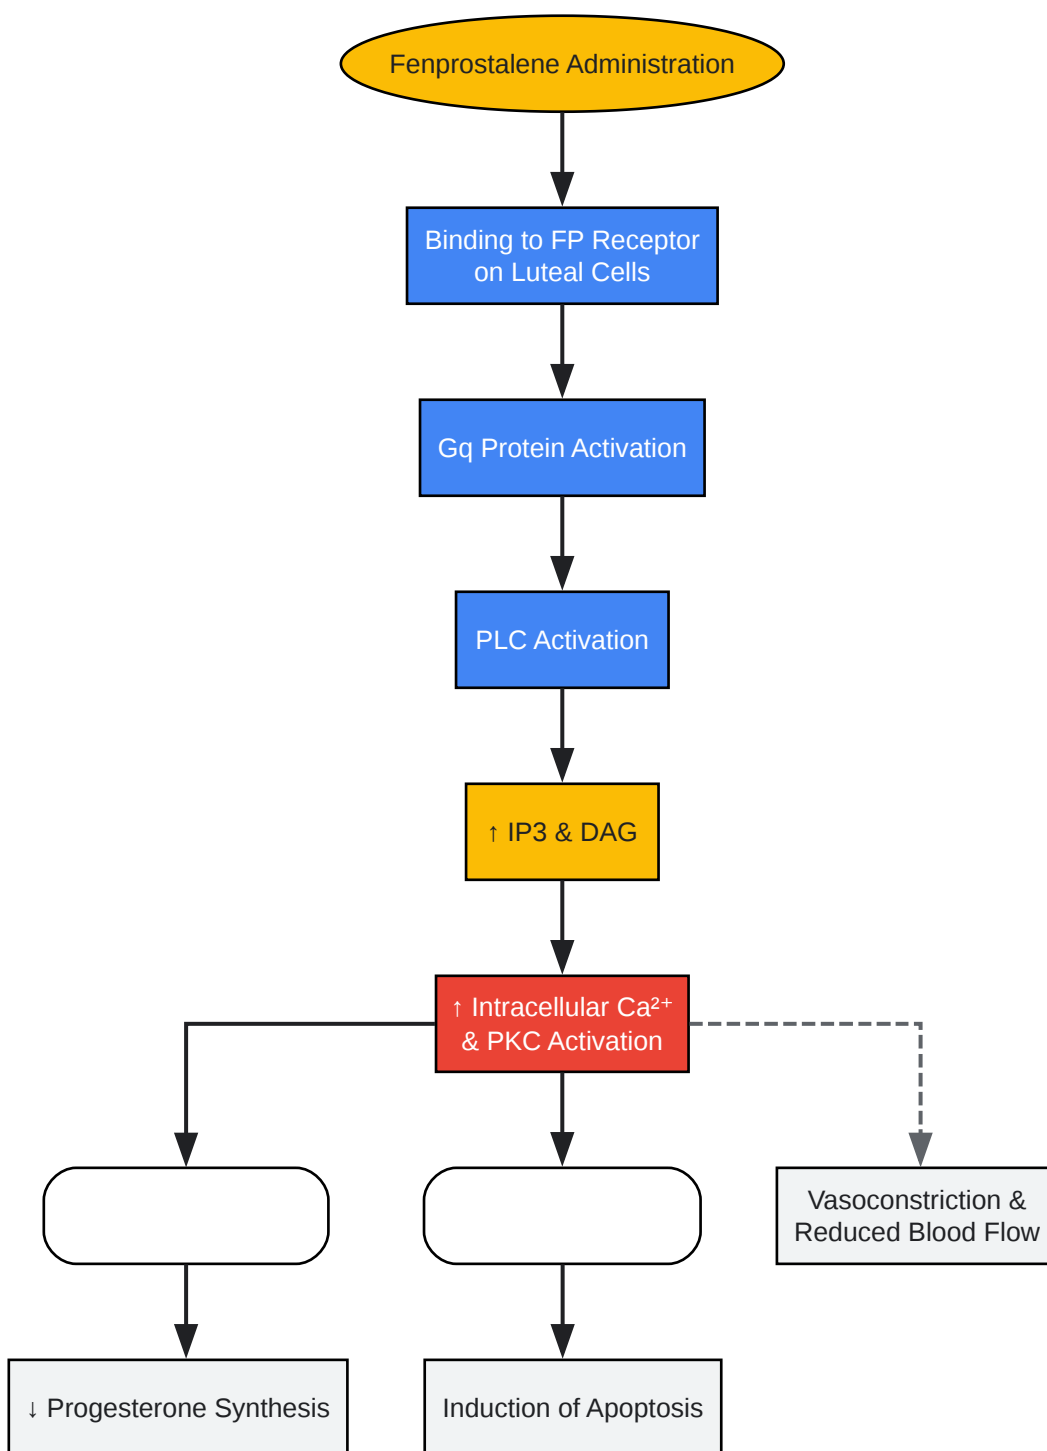 Fenprostalene Administration
Binding to FP Receptor
on Luteal Cells
Gq Protein Activation
PLC Activation
↑ IP3 & DAG
↑ Intracellular Ca²⁺
& PKC Activation
Vasoconstriction &
Reduced Blood Flow
↓ Progesterone Synthesis
Induction of Apoptosis